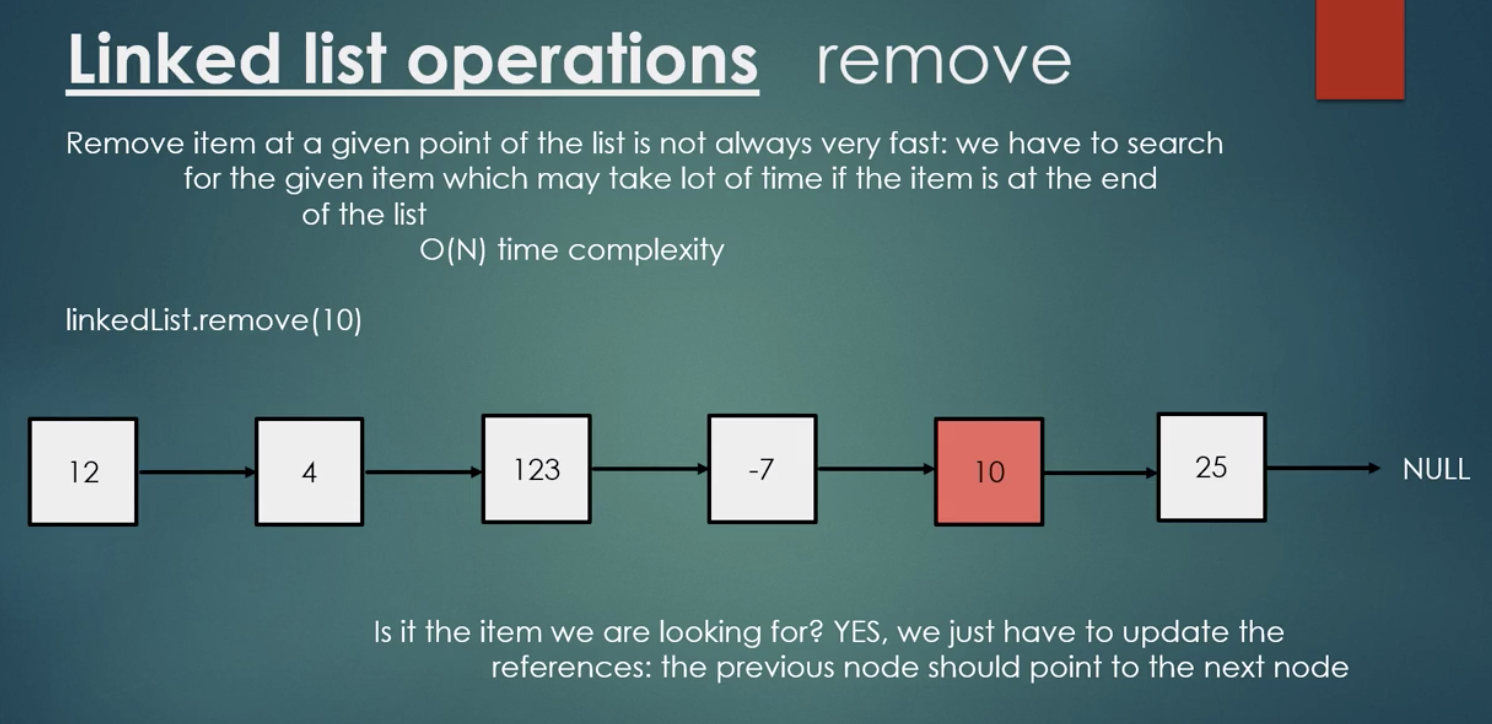 Linked list operations remove
Remove item at a given point of the list is not always very fast: we have to search
for the given item which may take lot of time if the item is at the end
of the list
O(N) time complexity
linkedList.remove(10)
12 4 123 -7 10 25 NULL
Is it the item we are looking for? YES, we just have to update the
references: the previous node should point to the next node